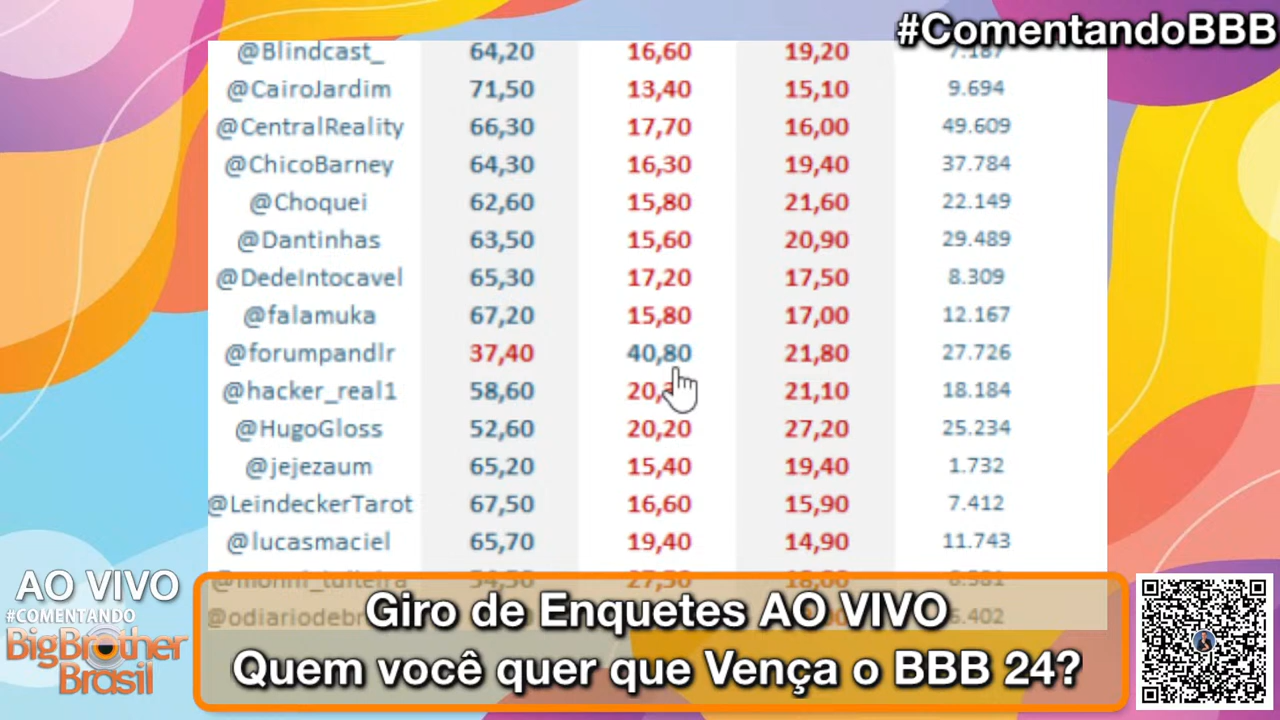 #ComentandoBBB
@Blindcast_ 64,20 16,60 19,20 7.187
@CairoJardim 71,50 13,40 15,10 9.694
@CentralReality 66,30 17,70 16,00 49.609
@ChicoBarney 64,30 16,30 19,40 37.784
@Choquei 62,60 15,80 21,60 22.149
@Dantinhas 63,50 15,60 20,90 29.489
@DedeIntocavel 65,30 17,20 17,50 8.309
@falamuka 67,20 15,80 17,00 12.167
@forumpandlr 37,40 40,80 21,80 27.726
@hacker_real1 58,60 21,10 18.184
@HugoGloss 52,60 20,20 27,20 25.234
@jejezaum 65,20 15,40 19,40 1.732
@LeindeckerTarot 67,50 16,60 15,90 7.412
@lucasmaciel 65,70 19,40 14,90 11.743
AO VIVO
#COMENTANDO
BigBrother
Brasil
Giro de Enquetes AO VIVO
Quem você quer que Vença o BBB 24?